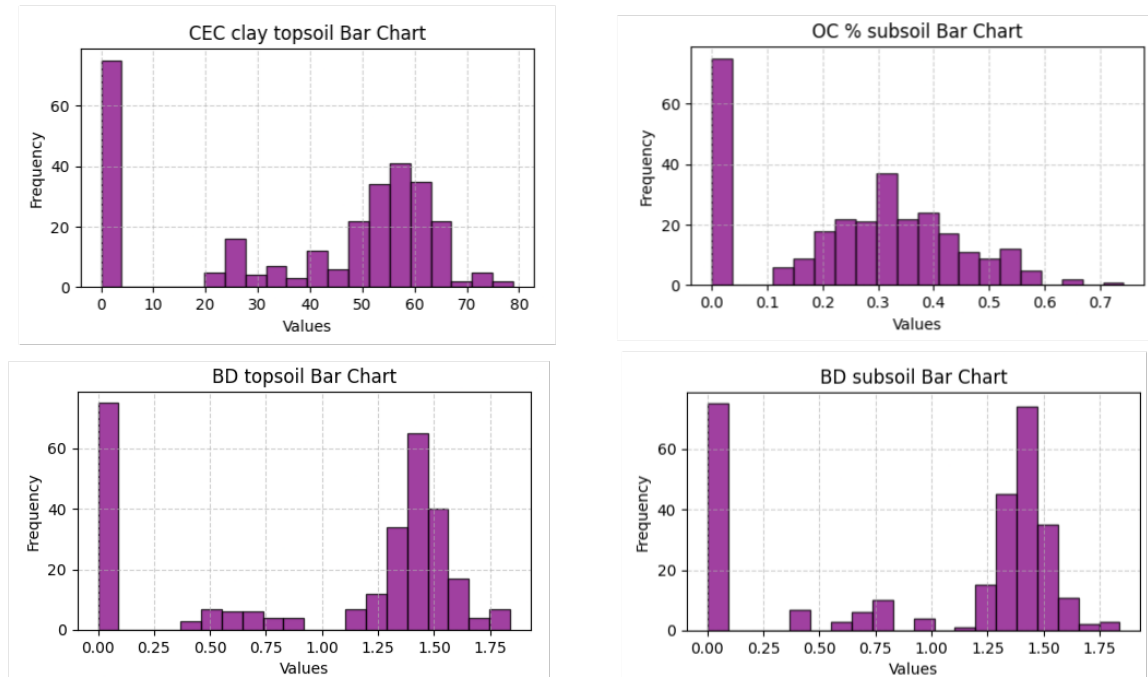 CEC clay topsoil Bar Chart
60
40
20
0
Frequency
0 10 20 30 40 50 60 70 80
Values
OC % subsoil Bar Chart
60
40
20
0
Frequency
0.0 0.1 0.2 0.3 0.4 0.5 0.6 0.7
Values
BD topsoil Bar Chart
60
40
20
0
Frequency
0.00 0.25 0.50 0.75 1.00 1.25 1.50 1.75
Values
BD subsoil Bar Chart
60
40
20
0
Frequency
0.00 0.25 0.50 0.75 1.00 1.25 1.50 1.75
Values